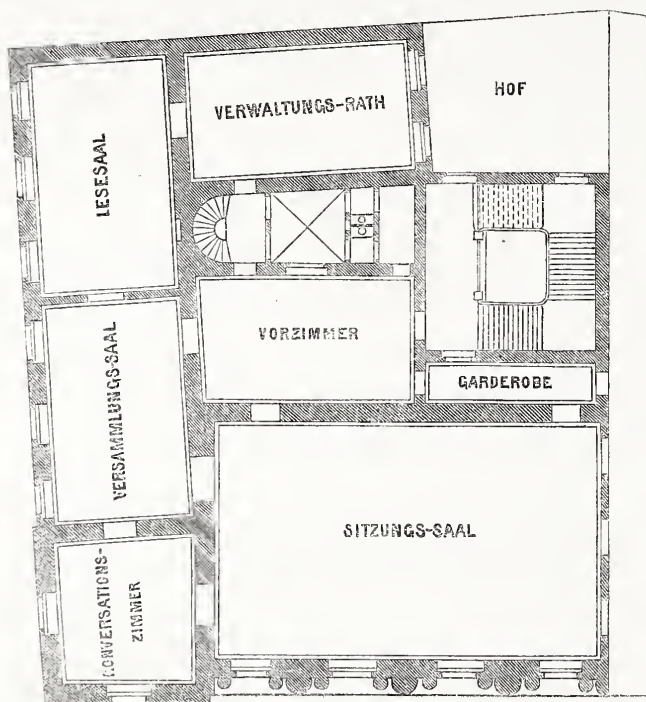 VERWALTUNGS-RATH
HOF
LESESAAL
VORZIMMER
GARDEROBE
VERSAMMLUNGS-SAAL
SITZUNGS-SAAL
CONVERSATIONS-
ZIMMER